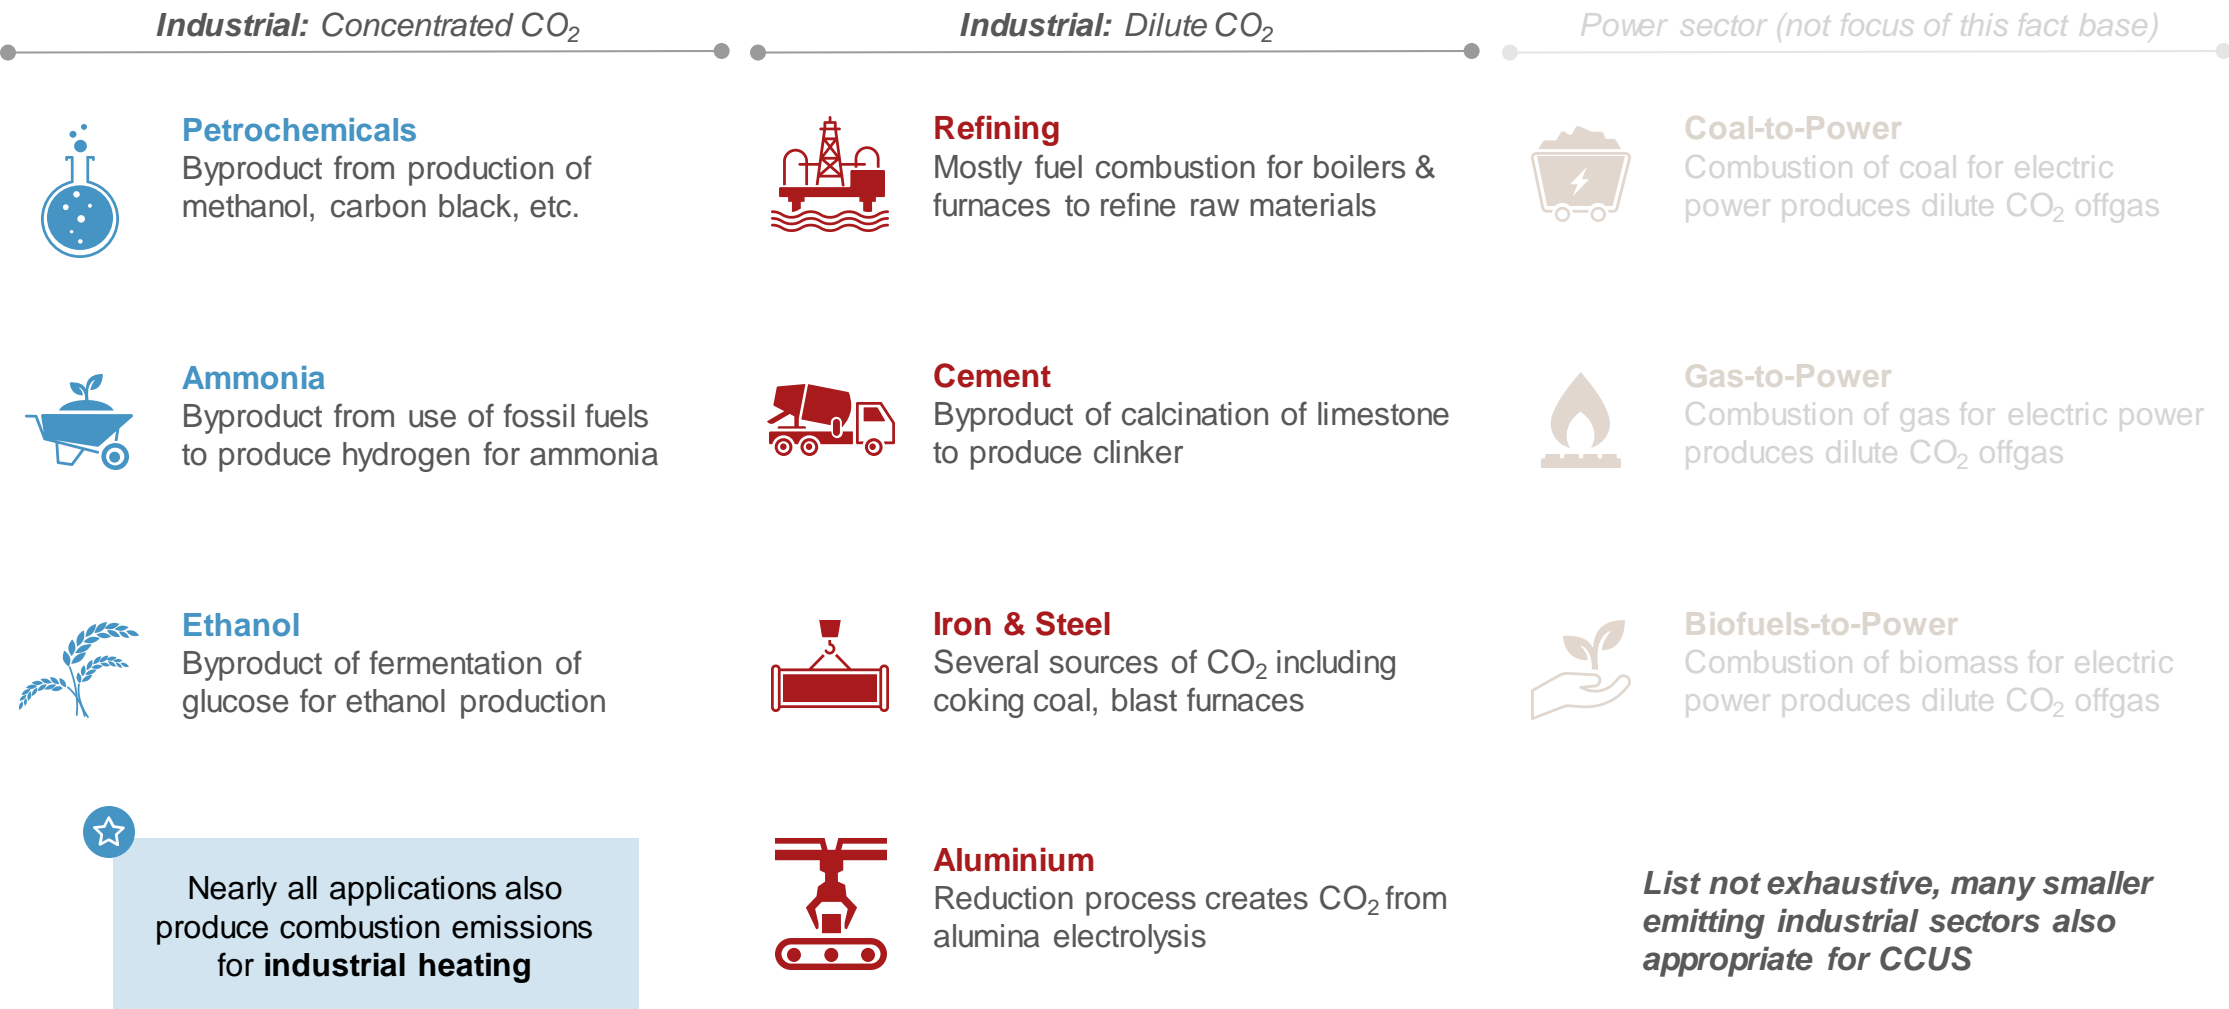 Industrial: Concentrated CO2
Petrochemicals
Byproduct from production of
methanol, carbon black, etc.
Ammonia
Byproduct from use of fossil fuels
to produce hydrogen for ammonia
Ethanol
Byproduct of fermentation of
glucose for ethanol production
Nearly all applications also
produce combustion emissions
for industrial heating
Industrial: Dilute CO2
Refining
Mostly fuel combustion for boilers &
furnaces to refine raw materials
Cement
Byproduct of calcination of limestone
to produce clinker
Iron & Steel
Several sources of CO2 including
coking coal, blast furnaces
Aluminium
Reduction process creates CO2 from
alumina electrolysis
Power sector (not focus of this fact base)
Coal-to-Power
Combustion of coal for electric
power produces dilute CO2 offgas
Gas-to-Power
Combustion of gas for electric power
produces dilute CO2 offgas
Biofuels-to-Power
Combustion of biomass for electric
power produces dilute CO2 offgas
List not exhaustive, many smaller
emitting industrial sectors also
appropriate for CCUS